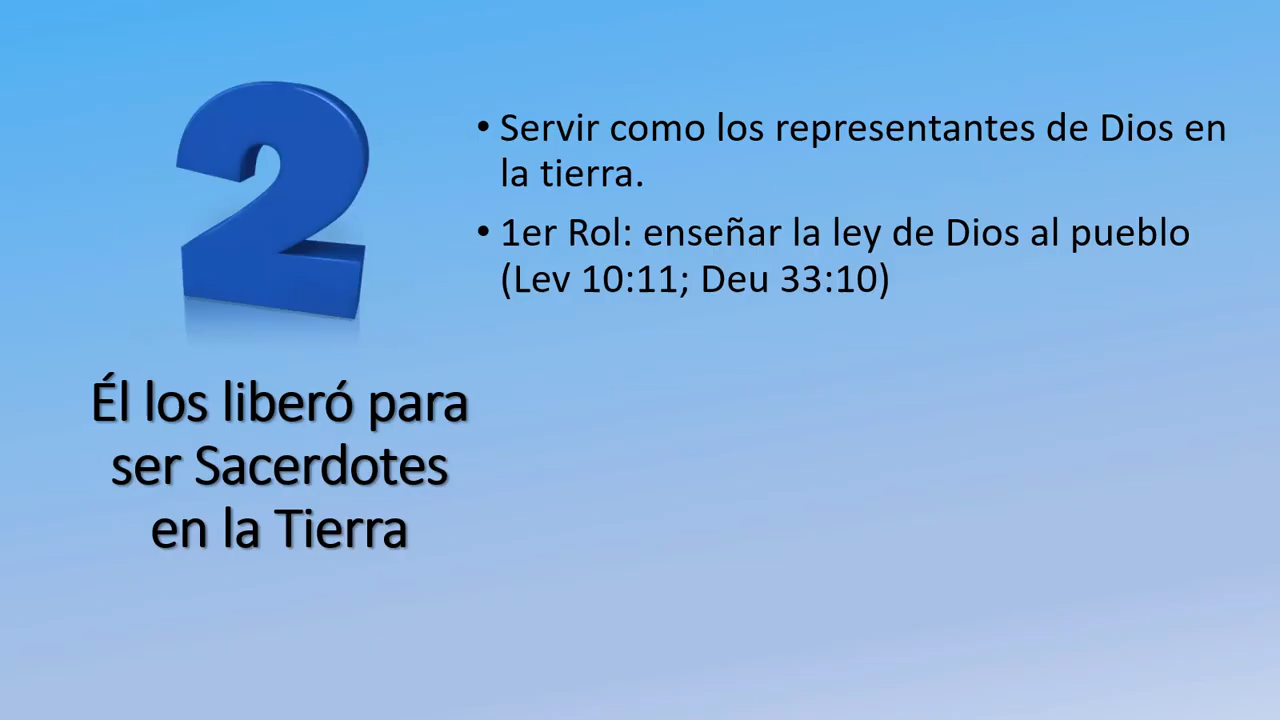 2
Él los liberó para
ser Sacerdotes
en la Tierra
• Servir como los representantes de Dios en
la tierra.
• 1er Rol: enseñar la ley de Dios al pueblo
(Lev 10:11; Deu 33:10)